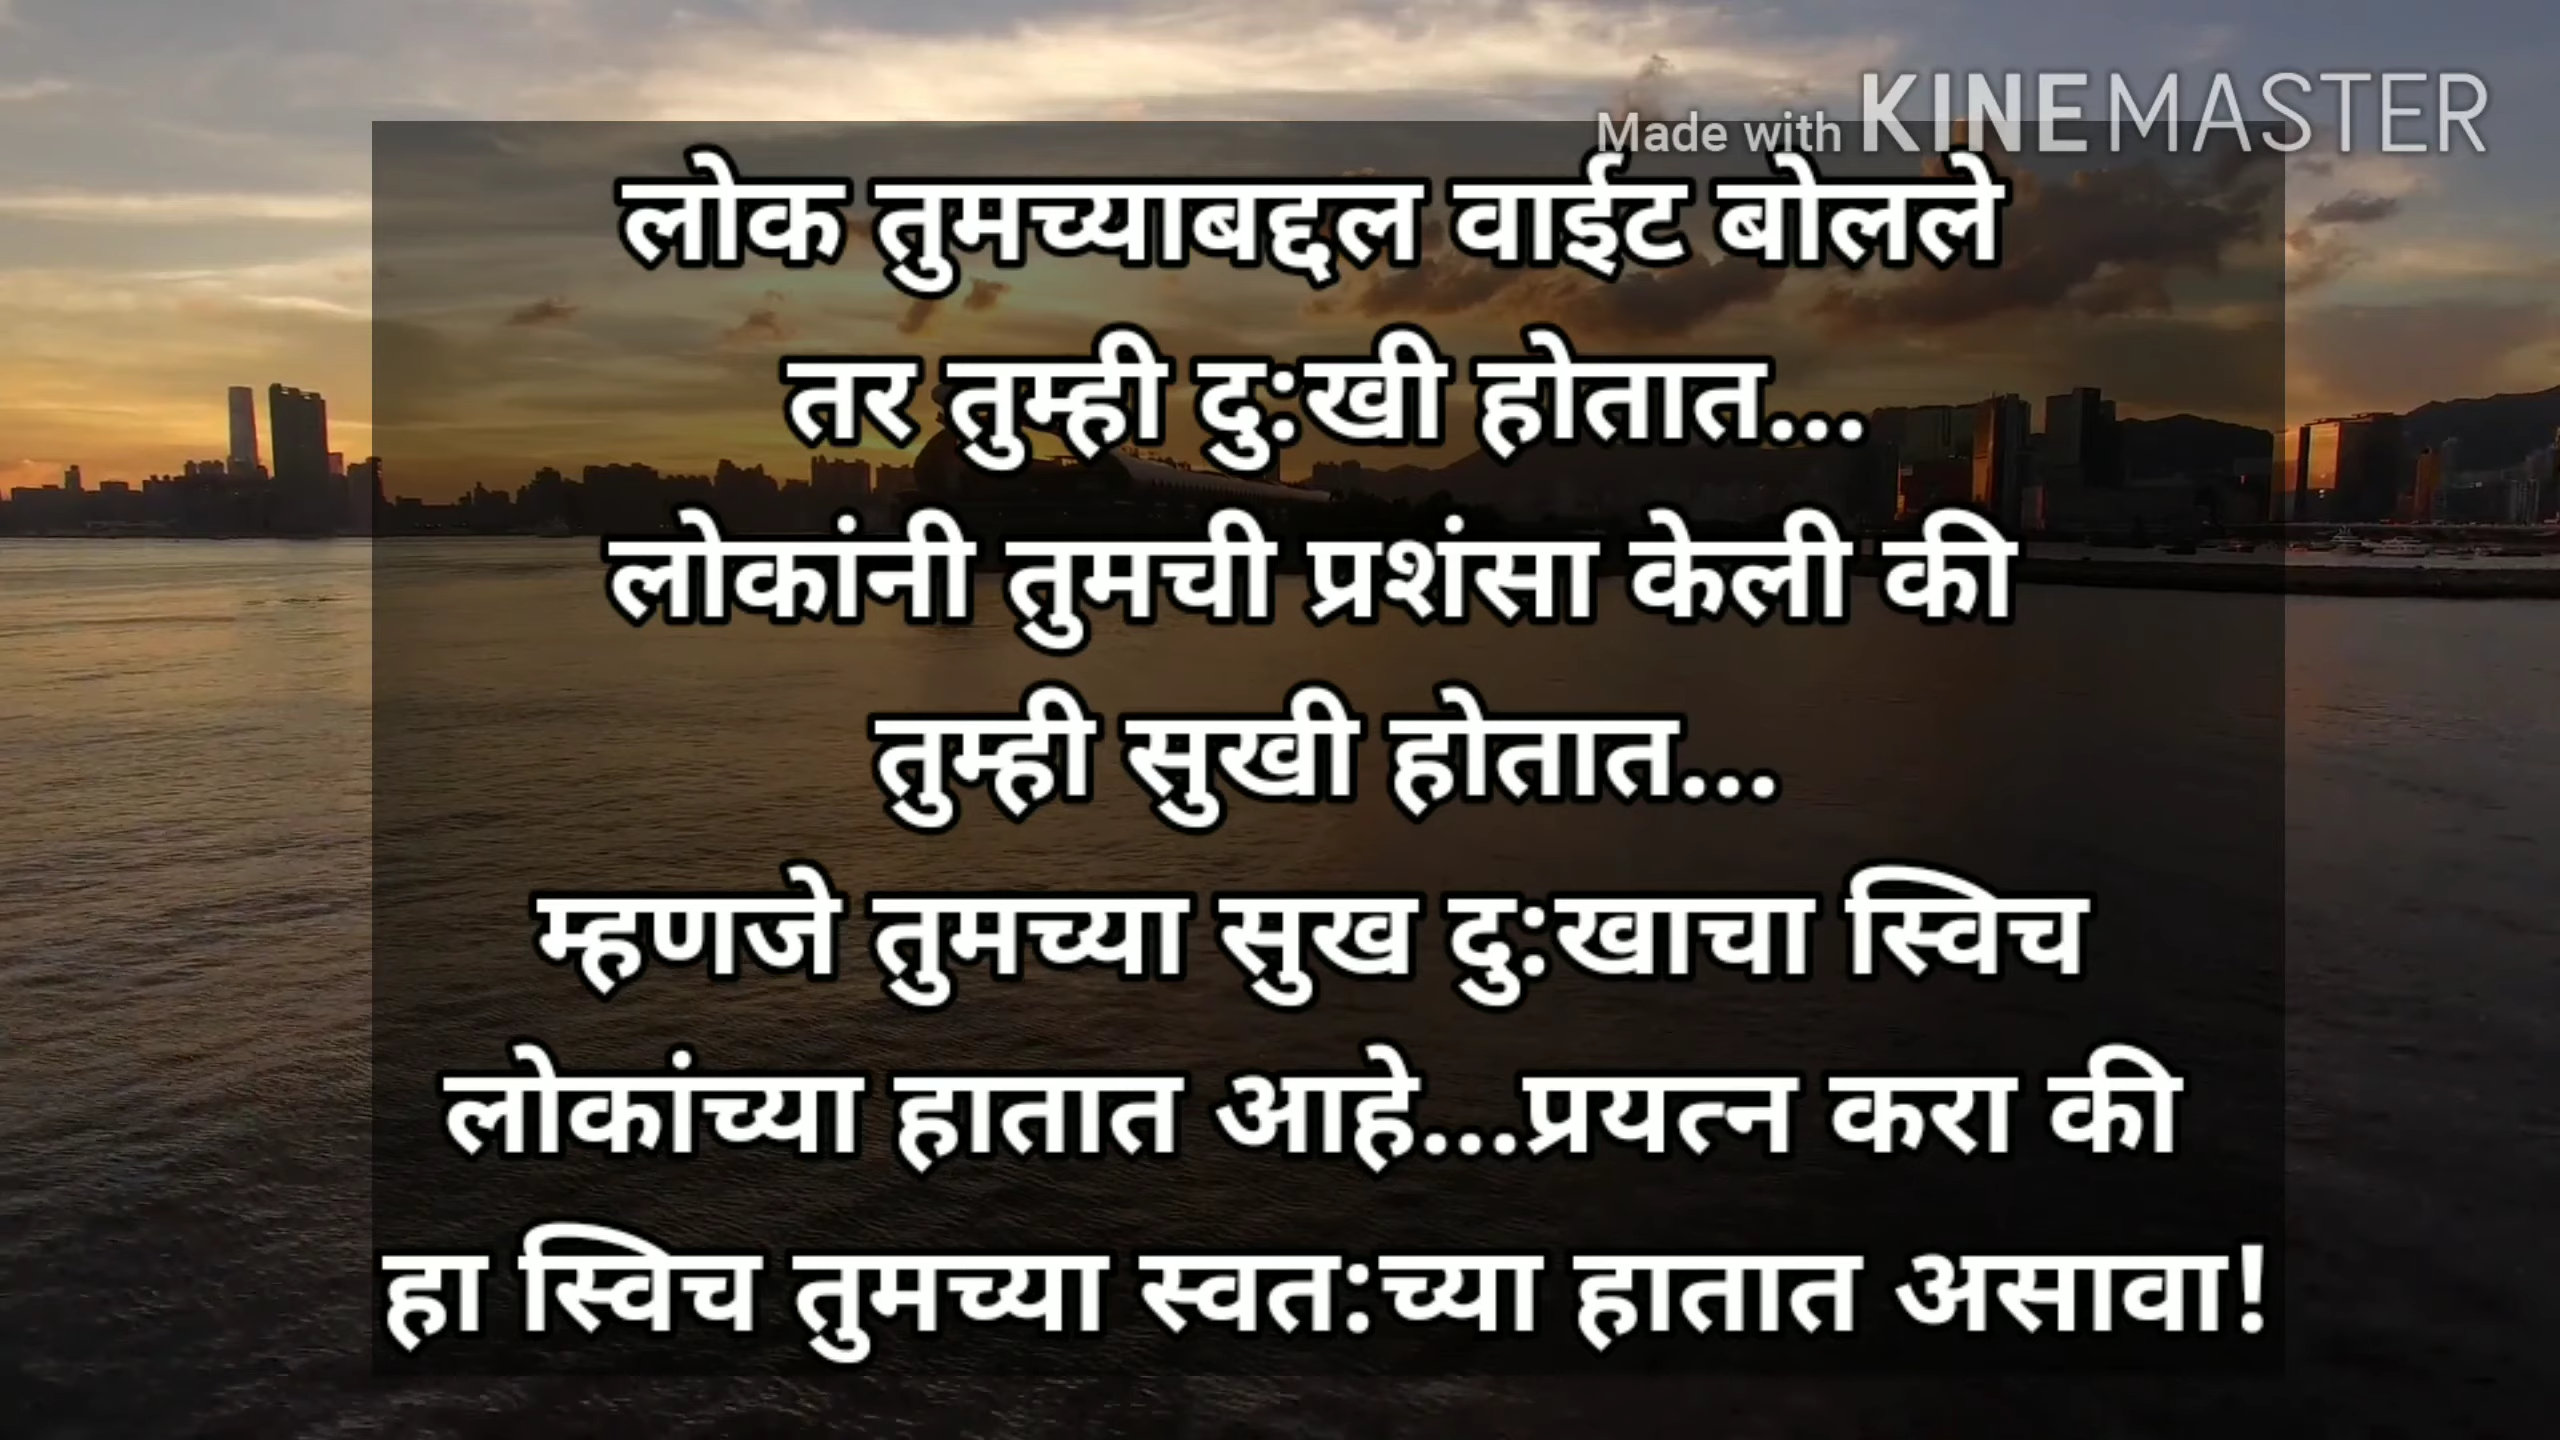 Made with KINEMASTER
लोक तुमच्याबद्दल वाईट बोलले
तर तुम्ही दु:खी होतात...
लोकांनी तुमची प्रशंसा केली की
तुम्ही सुखी होतात...
म्हणजे तुमच्या सुख दु:खाचा स्विच
लोकांच्या हातात आहे...प्रयत्न करा की
हा स्विच तुमच्या स्वत:च्या हातात असावा!